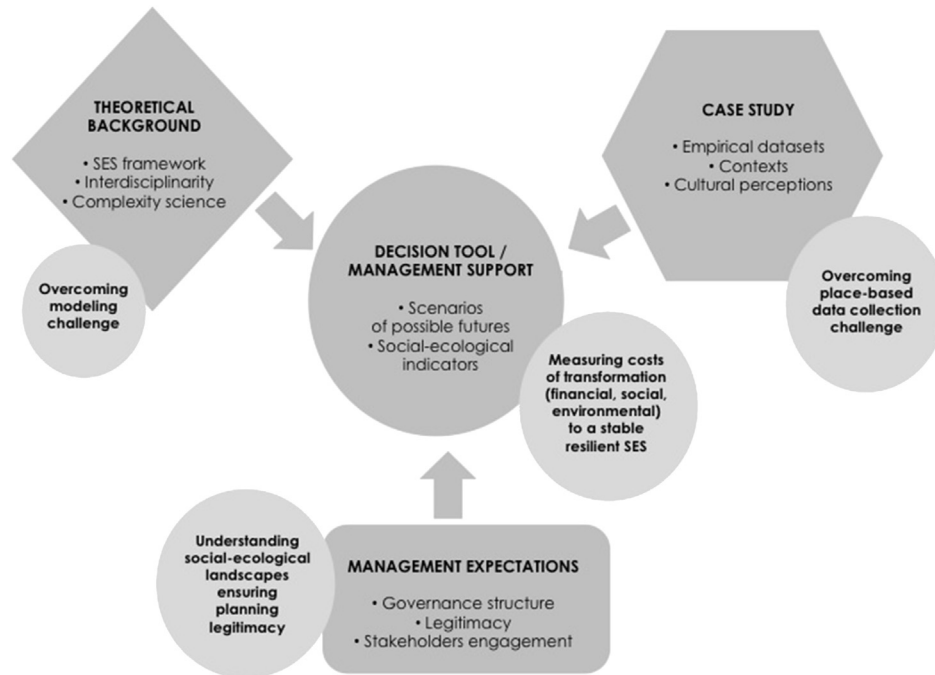 THEORETICAL
BACKGROUND
• SES framework
• Interdisciplinarity
• Complexity science
Overcoming
modeling
challenge
CASE STUDY
• Empirical datasets
• Contexts
• Cultural perceptions
Overcoming
place-based
data collection
challenge
DECISION TOOL /
MANAGEMENT SUPPORT
• Scenarios
of possible futures
• Social-ecological
indicators
Measuring costs
of transformation
(financial, social,
environmental)
to a stable
resilient SES
Understanding
social-ecological
landscapes
ensuring
planning
legitimacy
MANAGEMENT EXPECTATIONS
• Governance structure
• Legitimacy
• Stakeholders engagement